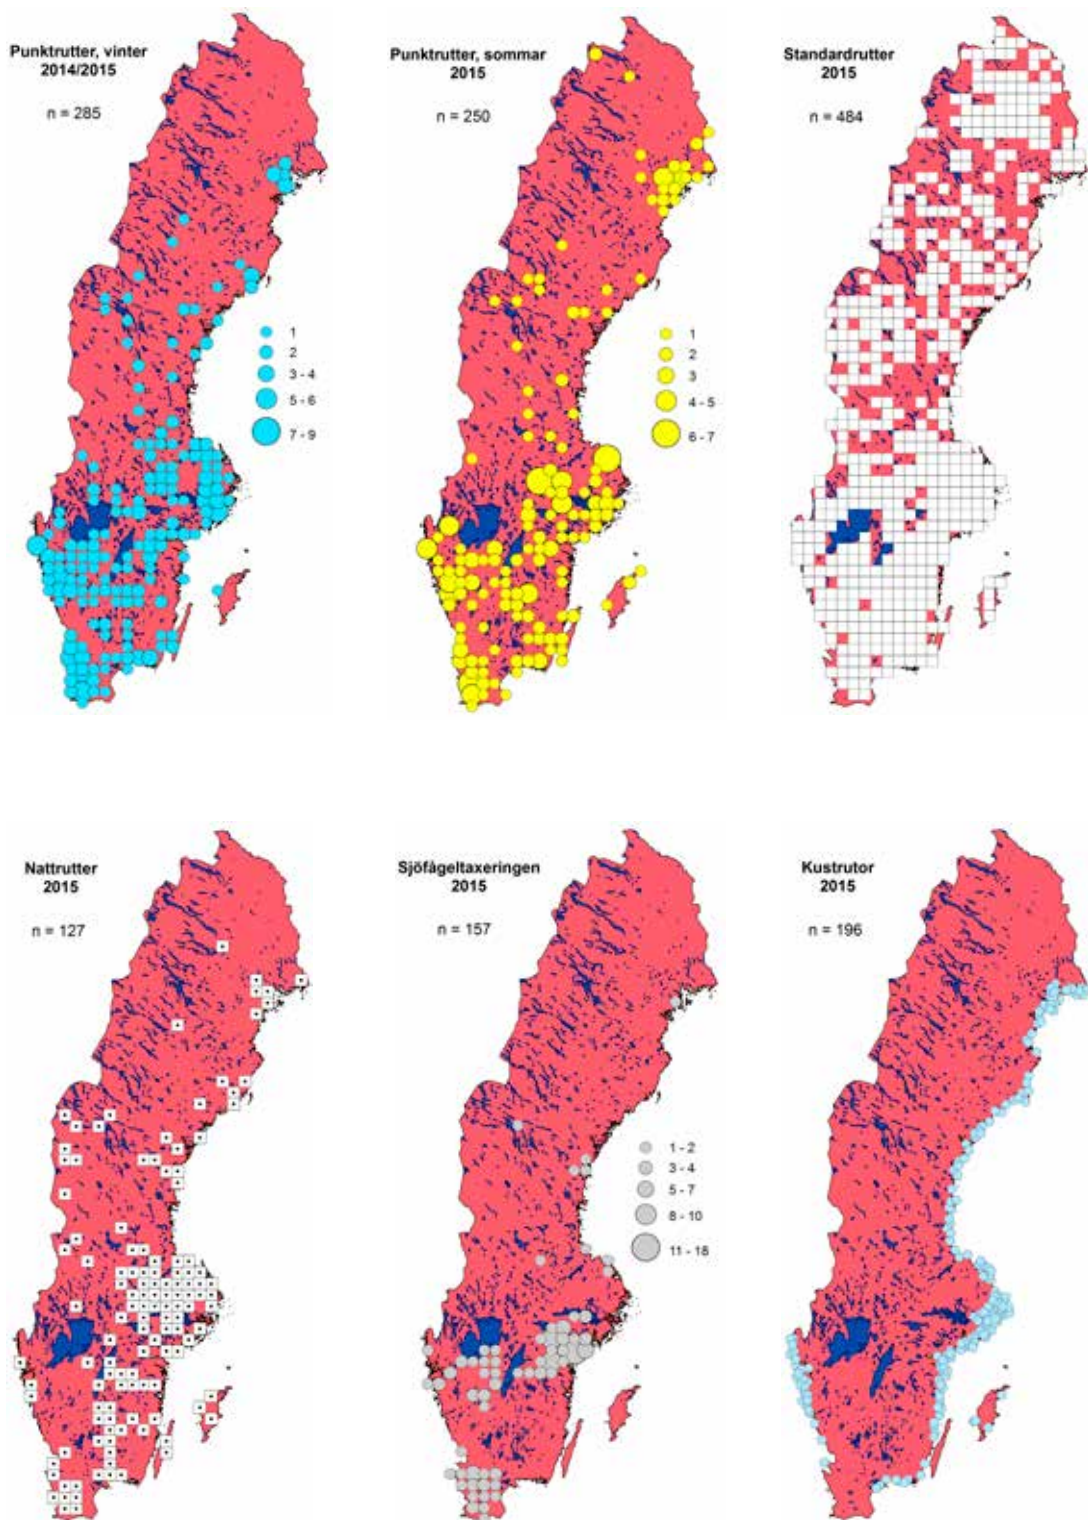 Punktrutter, vinter
2014/2015
n = 285
1
2
3 - 4
5 - 6
7 - 9
Punktrutter, sommar
2015
n = 250
1
2
3
4 - 5
6 - 7
Standardrutter
2015
n = 484
Nattrutter
2015
n = 127
Sjöfågeltaxeringen
2015
n = 157
1 - 2
3 - 4
5 - 7
8 - 10
11 - 18
Kustrutor
2015
n = 196